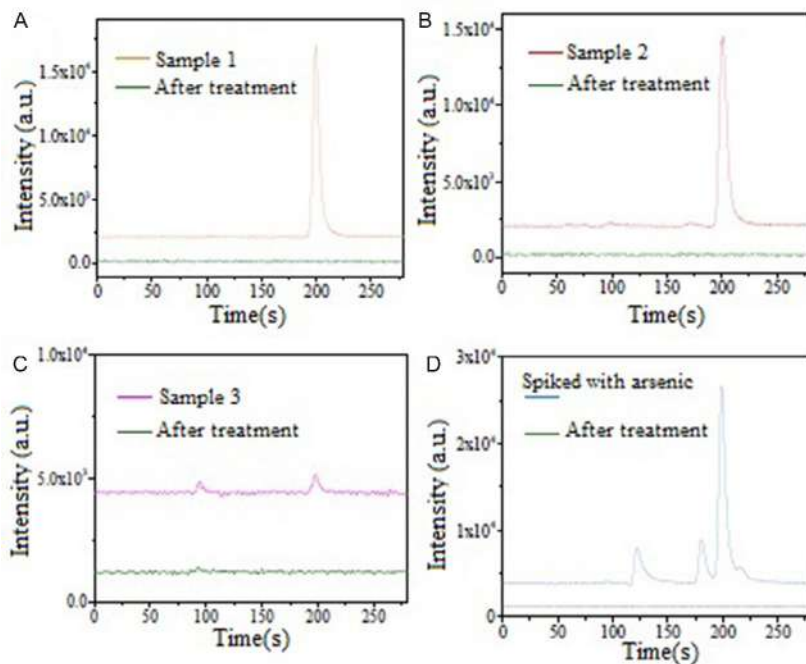 A
Sample 1
After treatment
Intensity (a.u.)
1.5x10⁴
1.0x10⁴
5.0x10³
0.0
0 50 100 150 200 250
Time(s)
B
Sample 2
After treatment
Intensity (a.u.)
1.5x10⁴
1.0x10⁴
5.0x10³
0.0
0 50 100 150 200 250
Time(s)
C
Sample 3
After treatment
Intensity (a.u.)
1.0x10⁴
5.0x10³
0.0
0 50 100 150 200 250
Time(s)
D
Spiked with arsenic
After treatment
Intensity (a.u.)
3x10⁴
2x10⁴
1x10⁴
0
0 50 100 150 200 250
Time(s)